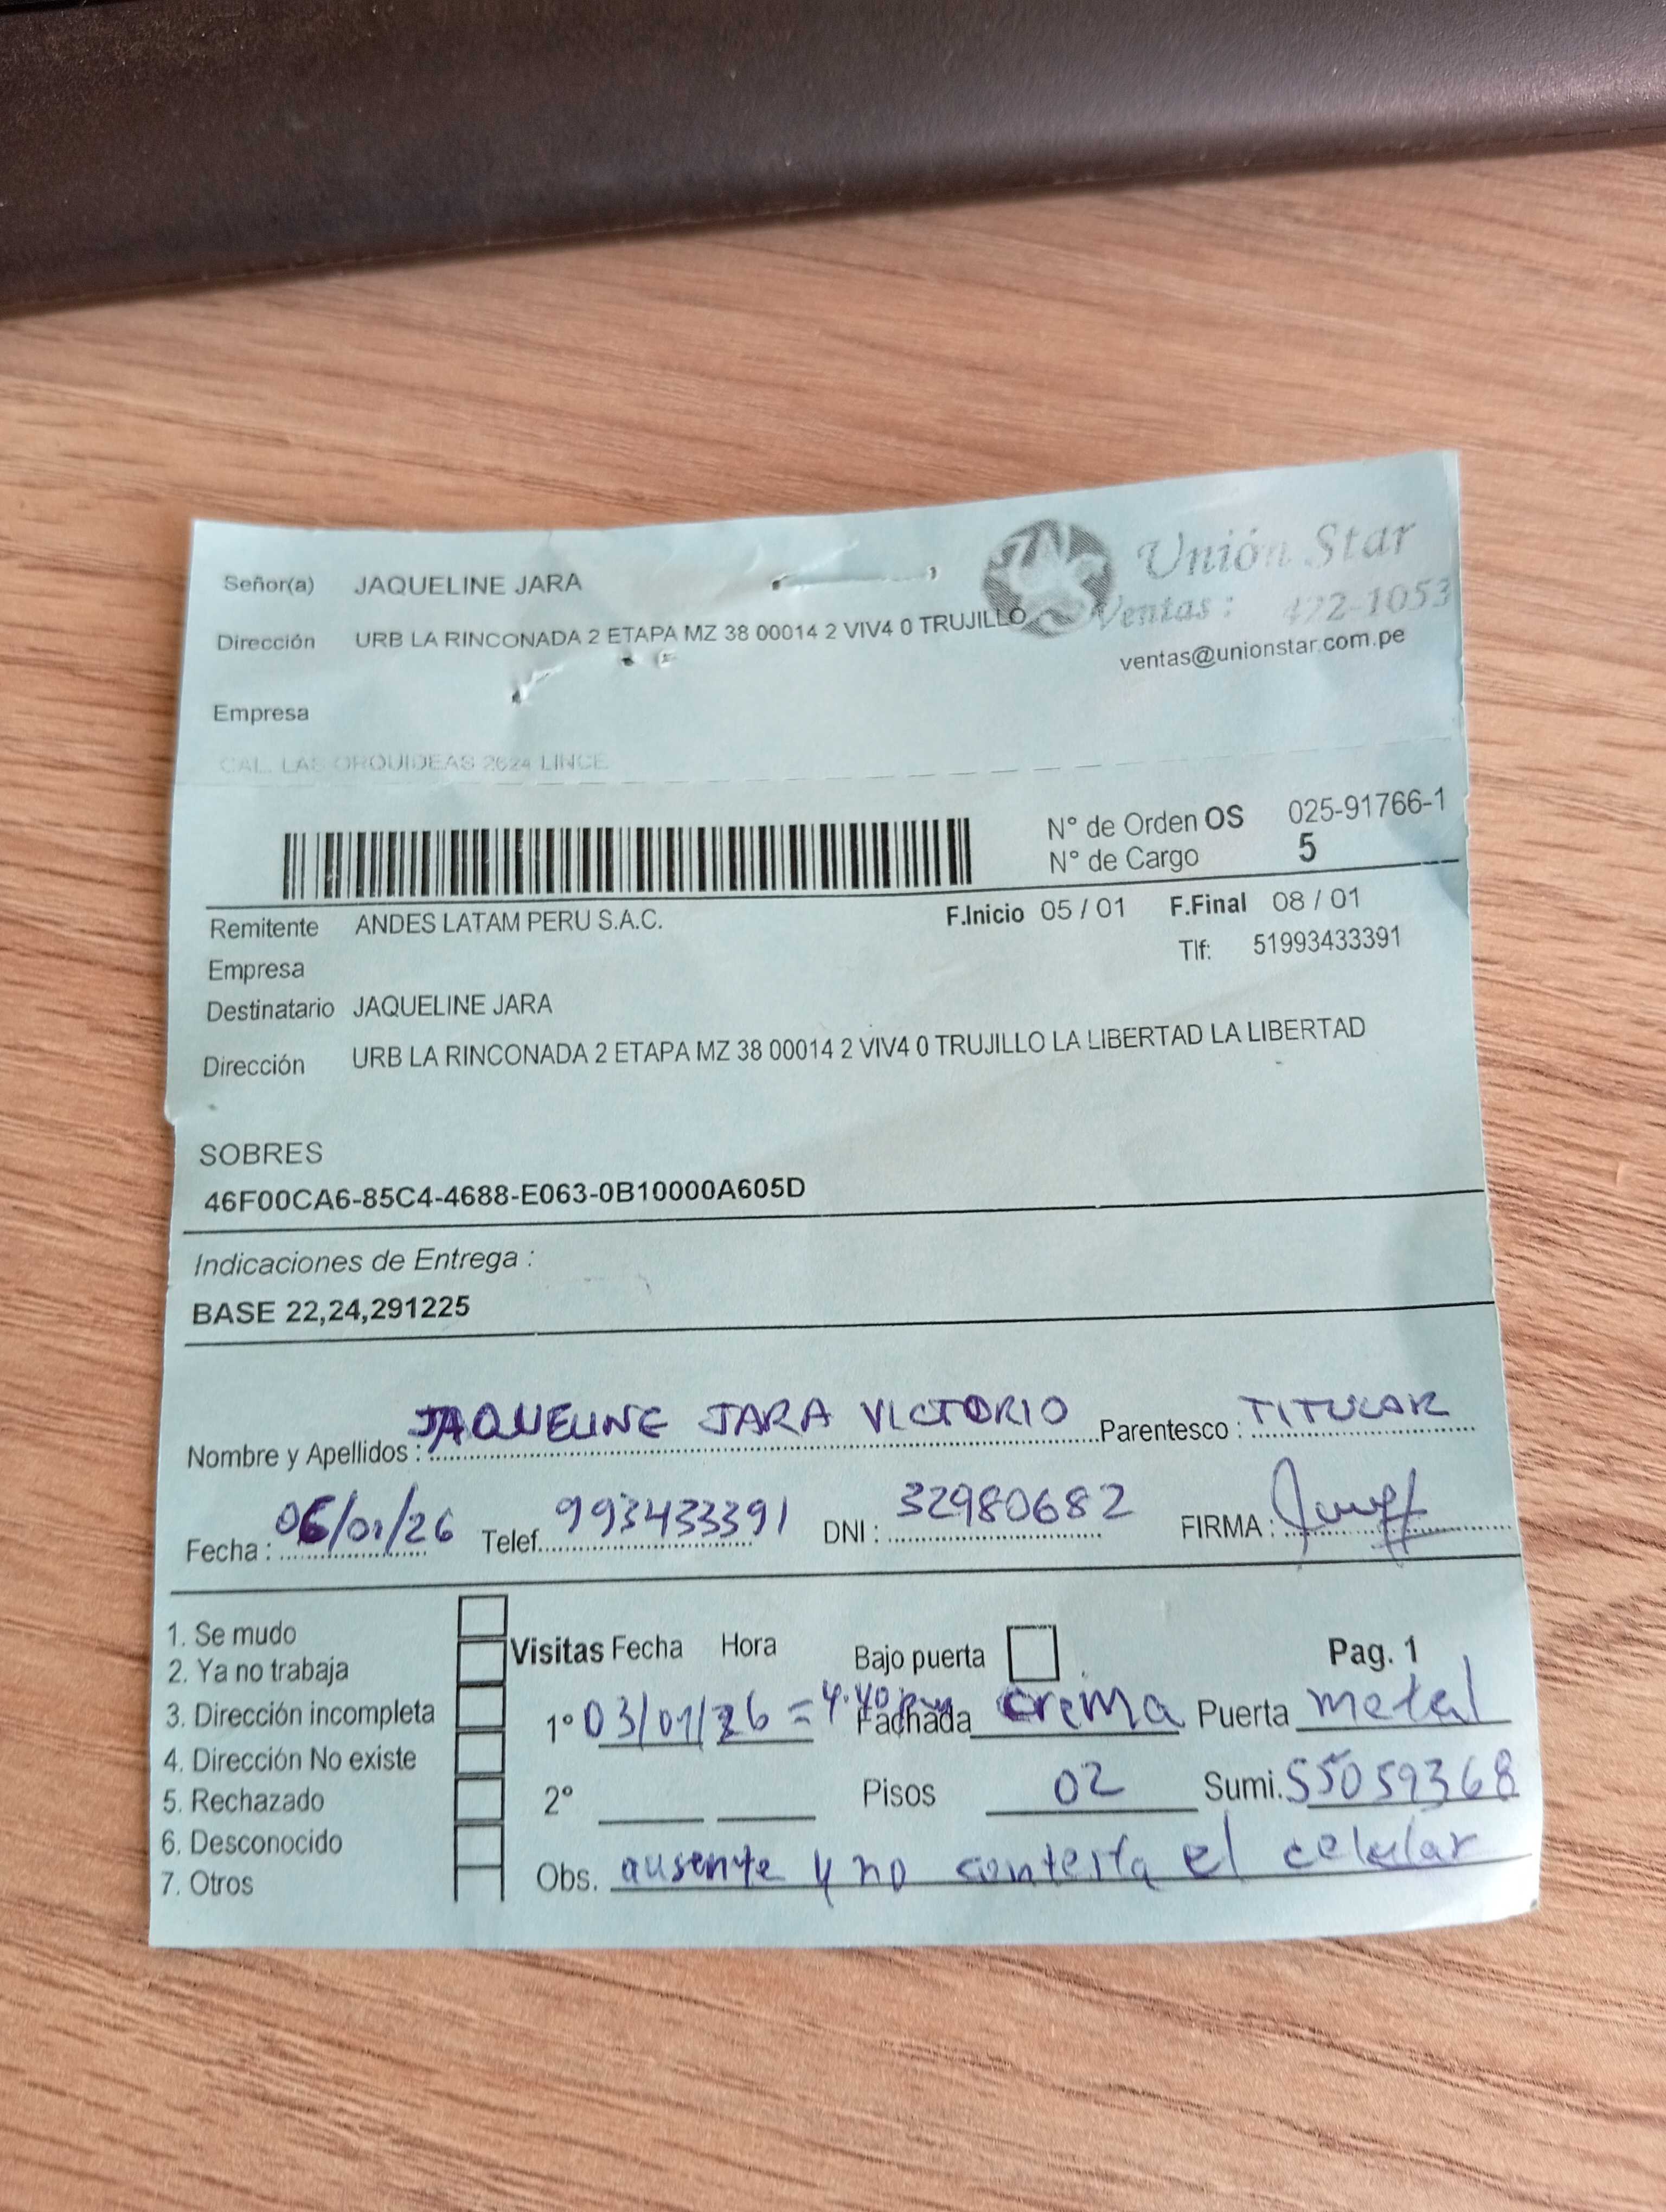 Señor(a) JAQUELINE JARA
Unión Star
Dirección URB LA RINCONADA 2 ETAPA MZ 38 00014 2 VIV4 0 TRUJILLO
Ventas: 472-1053
ventas@unionstar.com.pe
Empresa
CAL. LAS ORQUIDEAS 2624 LINCE
N° de Orden OS 025-91766-1
N° de Cargo 5
Remitente ANDES LATAM PERU S.A.C. F.Inicio 05 / 01 F.Final 08 / 01
Empresa Tlf: 51993433391
Destinatario JAQUELINE JARA
Dirección URB LA RINCONADA 2 ETAPA MZ 38 00014 2 VIV4 0 TRUJILLO LA LIBERTAD LA LIBERTAD
SOBRES
46F00CA6-85C4-4688-E063-0B10000A605D
Indicaciones de Entrega :
BASE 22,24,291225
Nombre y Apellidos : JAQUELINE JARA VICTORIO Parentesco : TITULAR
Fecha : 06/01/26 Telef. 993433391 DNI : 32980682 FIRMA :
1. Se mudo
2. Ya no trabaja
3. Dirección incompleta
4. Dirección No existe
5. Rechazado
6. Desconocido
7. Otros
Visitas Fecha Hora Bajo puerta Pag. 1
1° 03/01/26 = 4.40 pm Fachada crema Puerta metal
2° Pisos 02 Sumi. 55059368
Obs. ausente y no contesta el celular